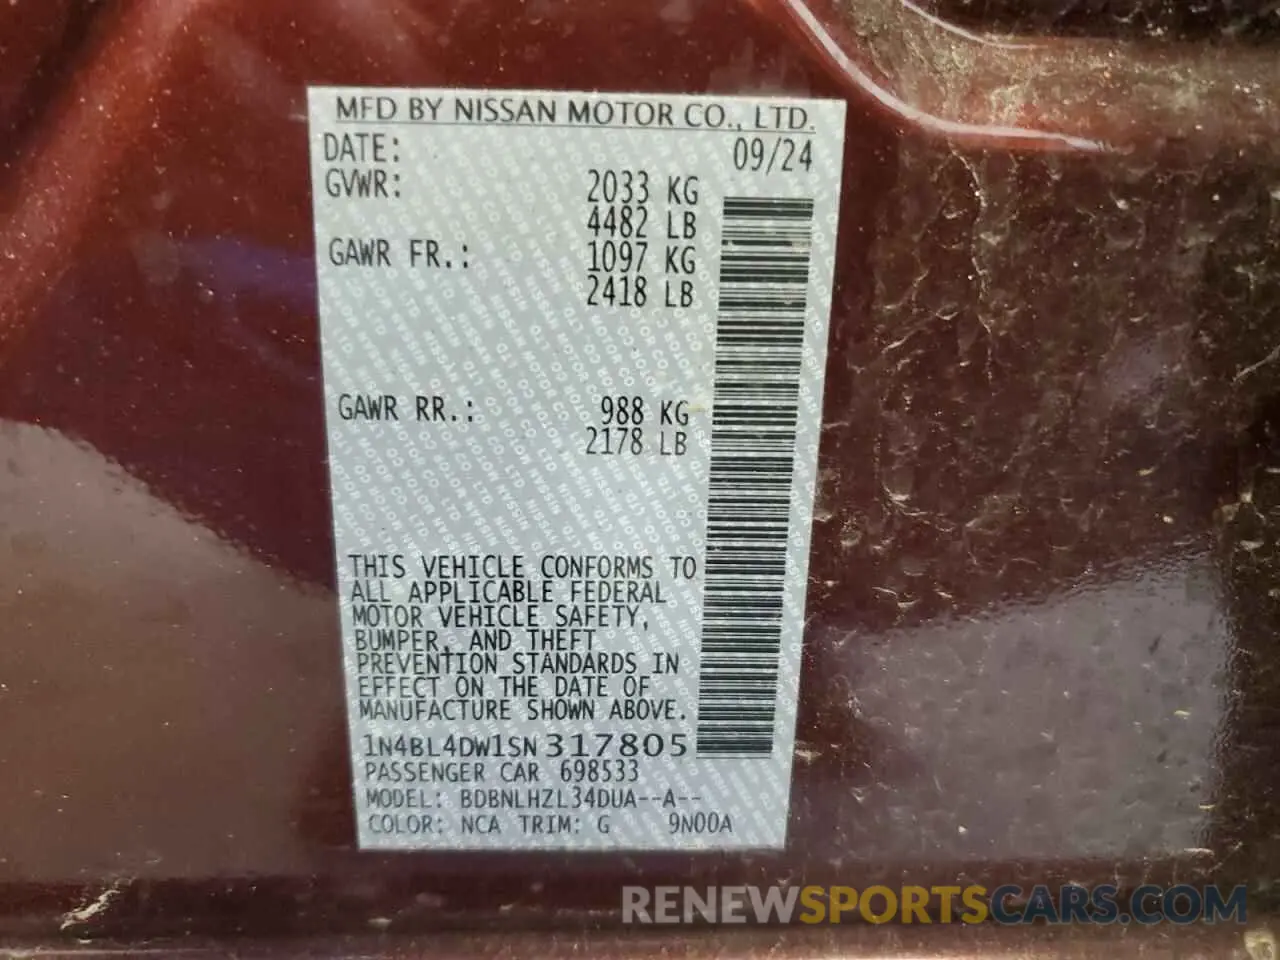 MFD BY NISSAN MOTOR CO., LTD.
DATE: 09/24
GVWR: 2033 KG
4482 LB
GAWR FR.: 1097 KG
2418 LB
GAWR RR.: 988 KG
2178 LB
THIS VEHICLE CONFORMS TO
ALL APPLICABLE FEDERAL
MOTOR VEHICLE SAFETY,
BUMPER, AND THEFT
PREVENTION STANDARDS IN
EFFECT ON THE DATE OF
MANUFACTURE SHOWN ABOVE.
1N4BL4DW1SN317805
PASSENGER CAR 698533
MODEL: BDBNLHZL34DUA--A--
COLOR: NCA TRIM: G 9N00A
RENEWSPORTSCARS.COM